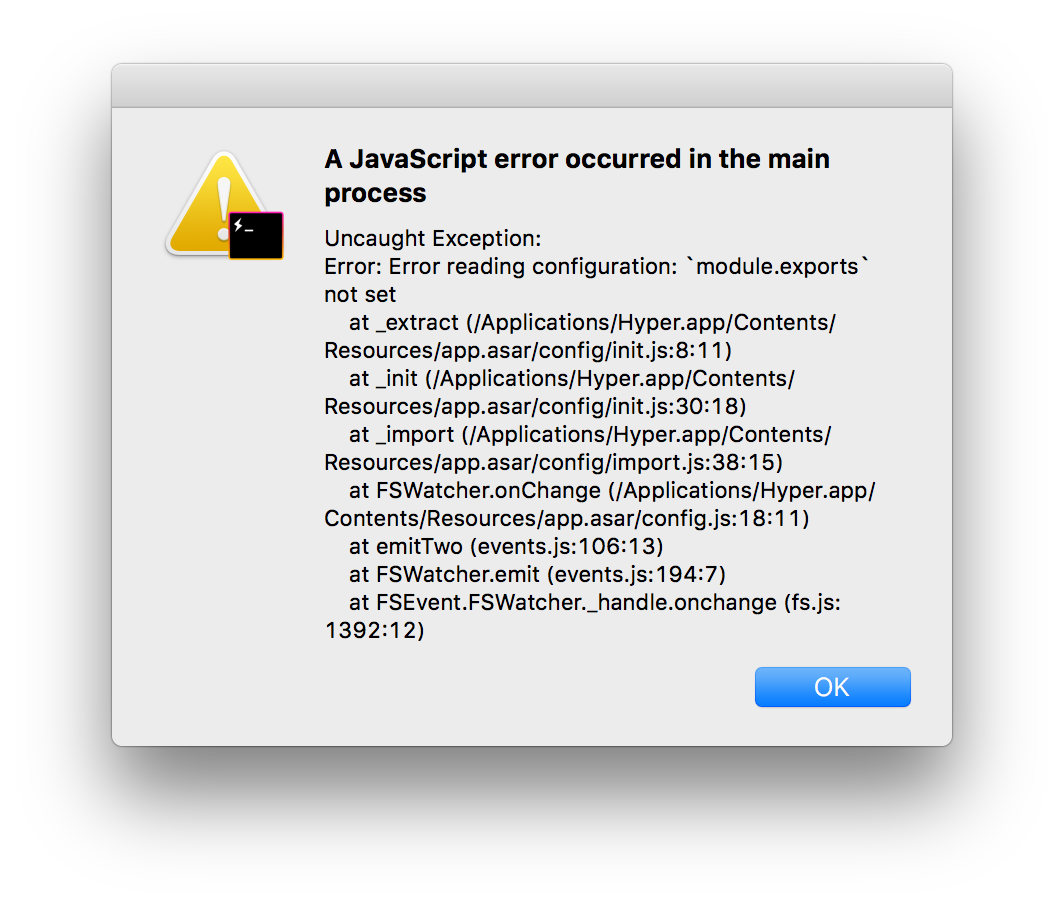 A JavaScript error occurred in the main
process
Uncaught Exception:
Error: Error reading configuration: `module.exports`
not set
    at _extract (/Applications/Hyper.app/Contents/
Resources/app.asar/config/init.js:8:11)
    at _init (/Applications/Hyper.app/Contents/
Resources/app.asar/config/init.js:30:18)
    at _import (/Applications/Hyper.app/Contents/
Resources/app.asar/config/import.js:38:15)
    at FSWatcher.onChange (/Applications/Hyper.app/
Contents/Resources/app.asar/config.js:18:11)
    at emitTwo (events.js:106:13)
    at FSWatcher.emit (events.js:194:7)
    at FSEvent.FSWatcher._handle.onchange (fs.js:
1392:12)
OK